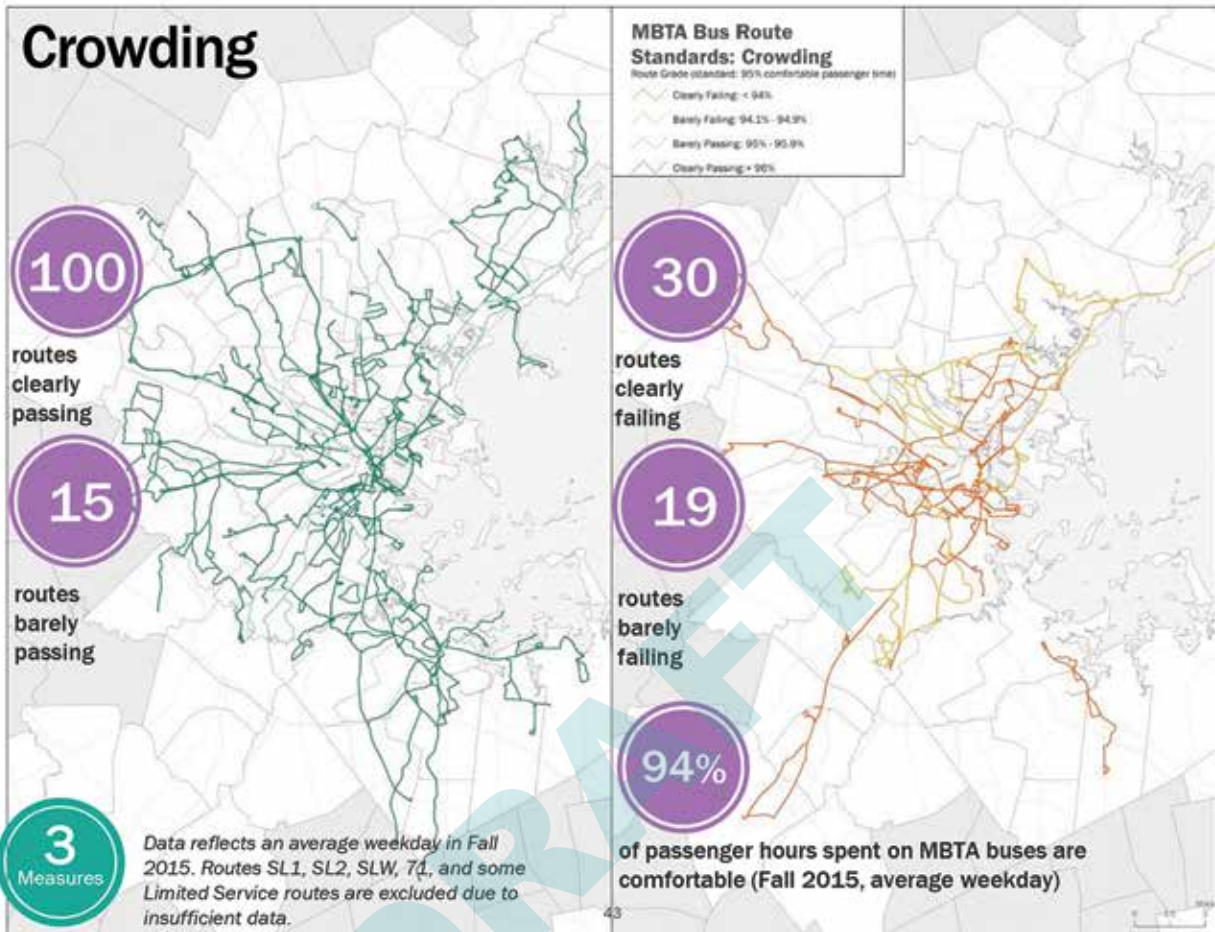 Crowding
100
routes
clearly
passing
15
routes
barely
passing
3
Measures
Data reflects an average weekday in Fall
2015. Routes SL1, SL2, SLW, 71, and some
Limited Service routes are excluded due to
insufficient data.
MBTA Bus Route
Standards: Crowding
Route Grade (standard: 95% comfortable passenger time)
Clearly Failing: < 94%
Barely Failing: 94.1% - 94.9%
Barely Passing: 95% - 95.9%
Clearly Passing: + 96%
30
routes
clearly
failing
19
routes
barely
failing
94%
of passenger hours spent on MBTA buses are
comfortable (Fall 2015, average weekday)
43
DRAFT